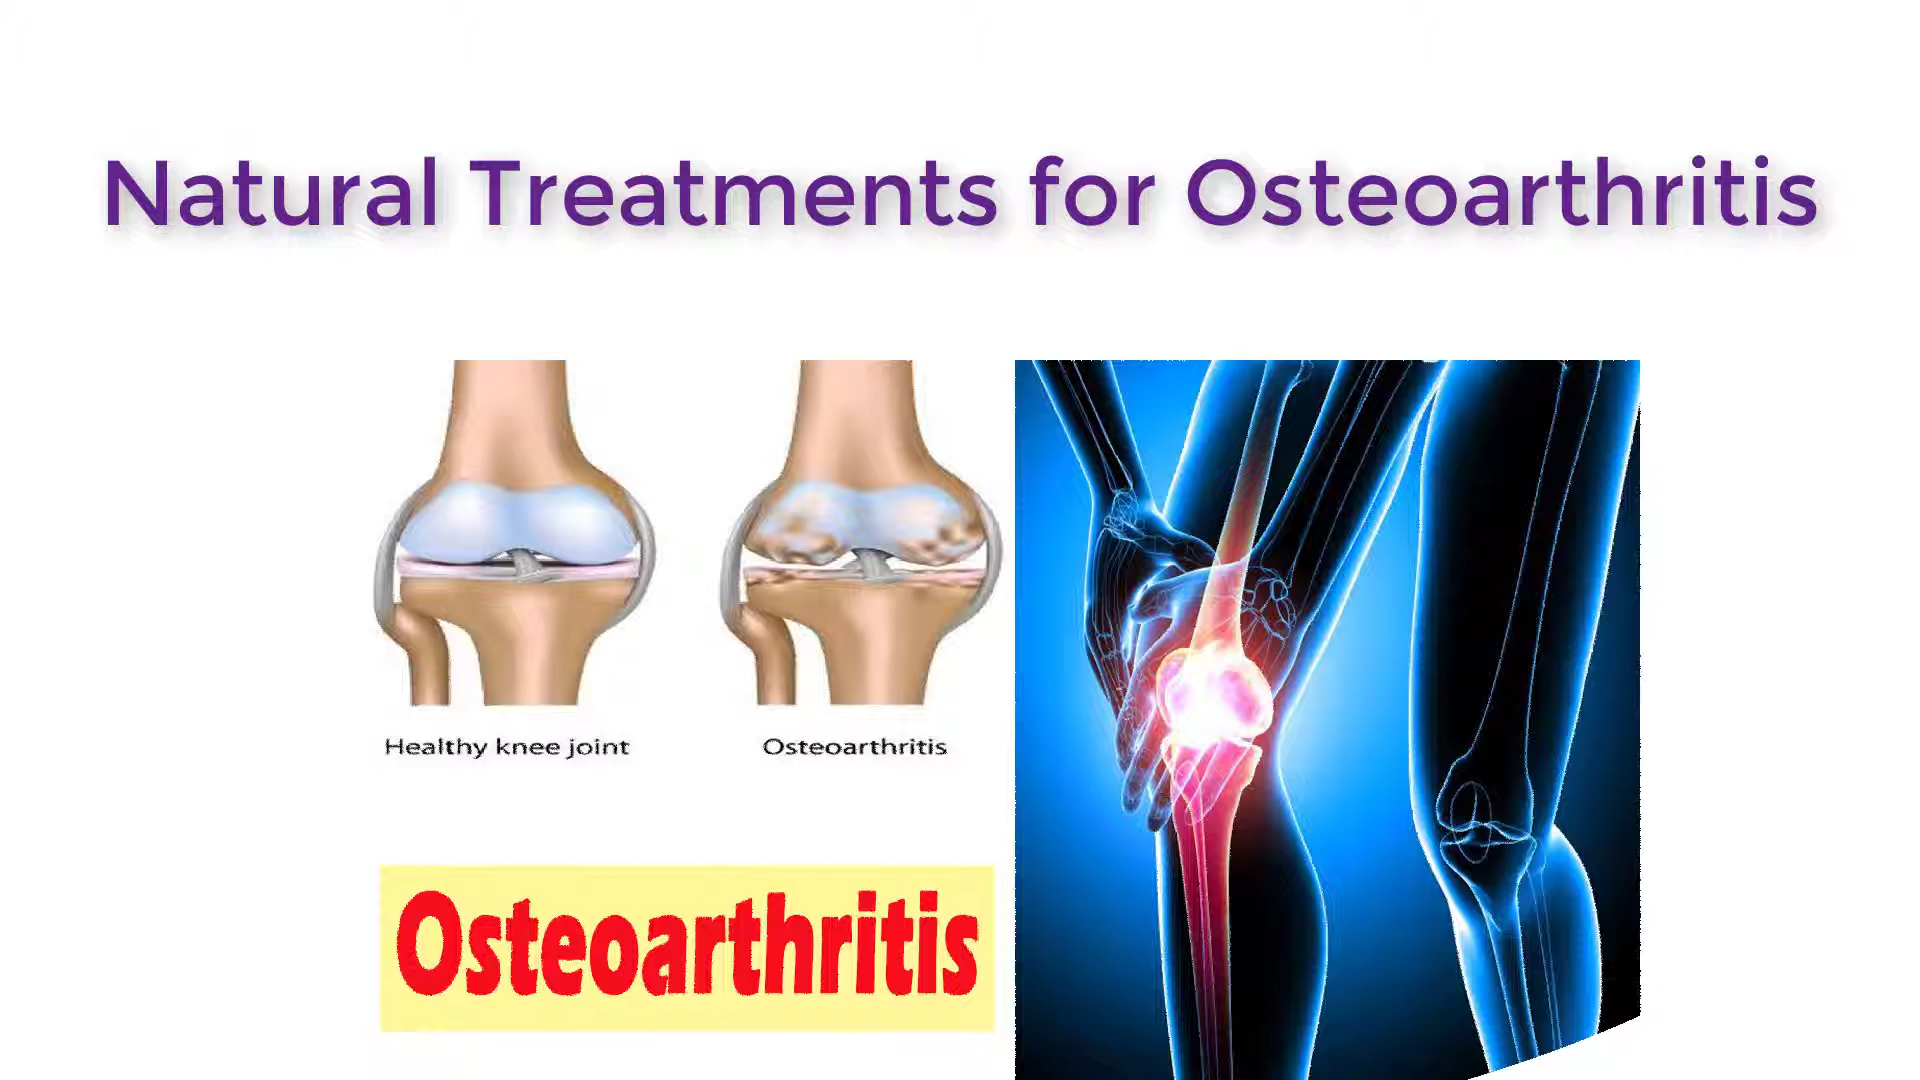 Natural Treatments for Osteoarthritis
Healthy knee joint
Osteoarthritis
Osteoarthritis